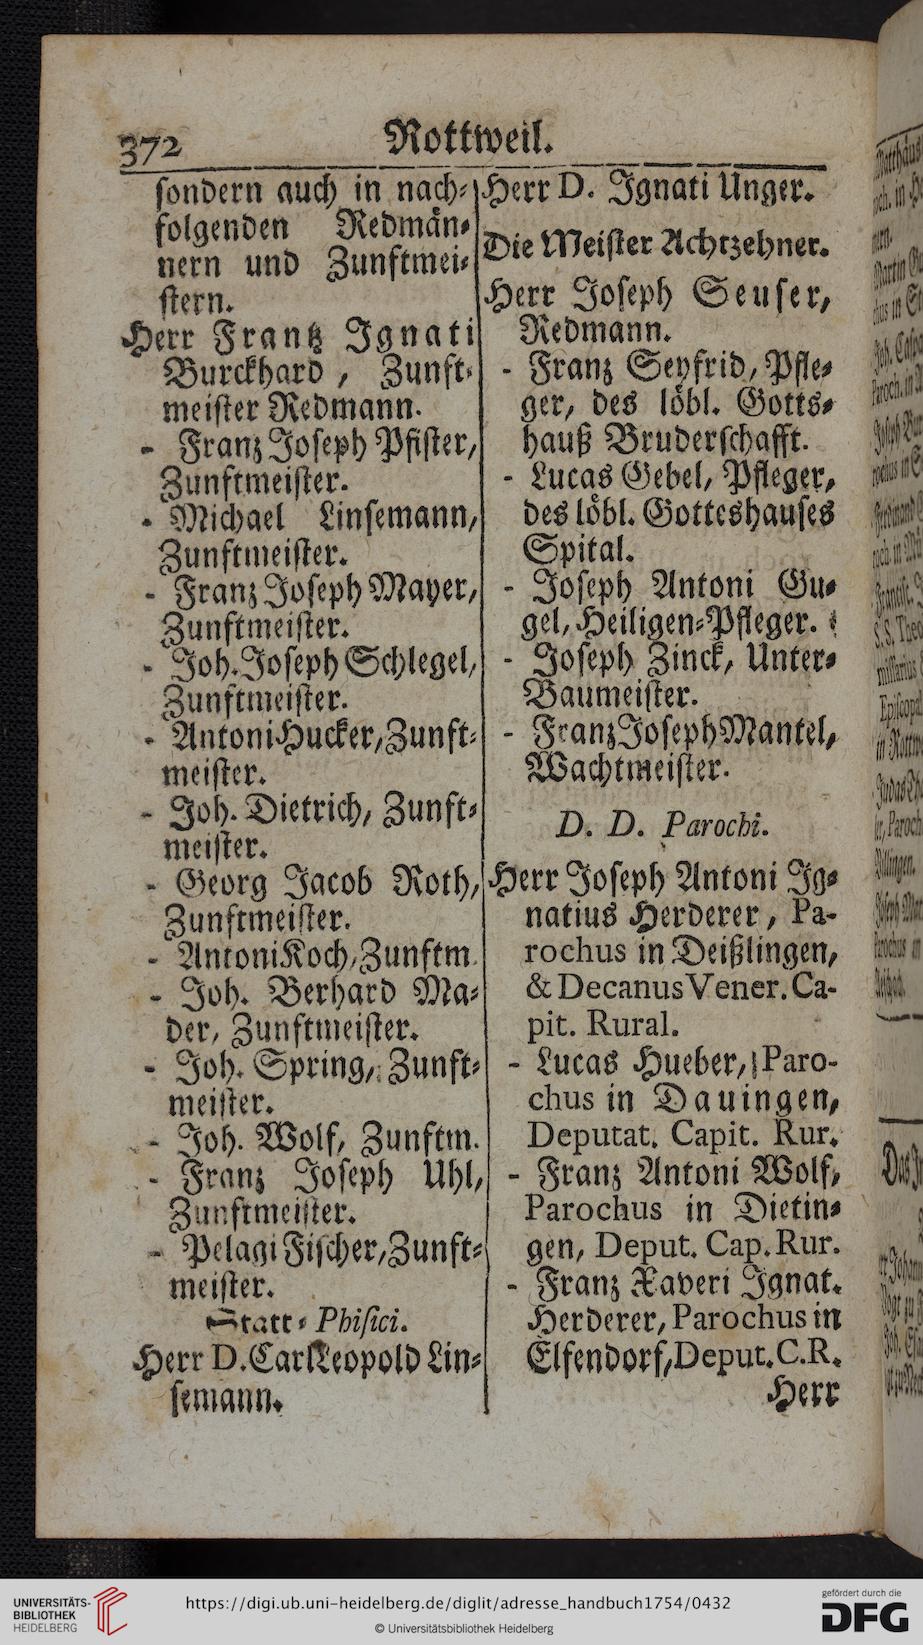 372
Rottweil.
sondern auch in nach-
folgenden Redmän-
nern und Zunftmei-
stern.
Herr Frantz Ignati
Burckhard, Zunft-
meister Redmann.
- Franz Joseph Pfister,
Zunftmeister.
- Michael Linsemann,
Zunftmeister.
- Franz Joseph Mayer,
Zunftmeister.
- Joh. Joseph Schlegel,
Zunftmeister.
- Antoni Hucker, Zunft-
meister.
- Joh. Dietrich, Zunft-
meister.
- Georg Jacob Roth,
Zunftmeister.
- Antoni Koch, Zunftm.
- Joh. Berhard Ma-
der, Zunftmeister.
- Joh. Spring, Zunft-
meister.
- Joh. Wolf, Zunftm.
- Franz Joseph Uhl,
Zunftmeister.
- Pelagi Fischer, Zunft-
meister.
Statt-Phisici.
Herr D. Carl Leopold Lin-
semann.
Herr D. Ignati Unger.
Die Meister Achtzehner.
Herr Joseph Seuser,
Redmann.
- Franz Seyfrid, Pfle-
ger, des löbl. Gotts-
hauß Bruderschafft.
- Lucas Gebel, Pfleger,
des löbl. Gotteshauses
Spital.
- Joseph Antoni Gu-
gel, Heiligen-Pfleger.
- Joseph Zinck, Unter-
Baumeister.
- Franz Joseph Mantel,
Wachtmeister.
D. D. Parochi.
Herr Joseph Antoni Ig-
natius Herderer, Pa-
rochus in Deißlingen,
& Decanus Vener. Ca-
pit. Rural.
- Lucas Hueber, Paro-
chus in Dauingen,
Deputat. Capit. Rur.
- Franz Antoni Wolf,
Parochus in Dietin-
gen, Deput. Cap. Rur.
- Franz Xaveri Ignat.
Herderer, Parochus in
Elfendorf, Deput. C. R.
Herr
UNIVERSITÄTS-
BIBLIOTHEK
HEIDELBERG
https://digi.ub.uni-heidelberg.de/diglit/adresse_handbuch1754/0432
© Universitätsbibliothek Heidelberg
gefördert durch die
DFG